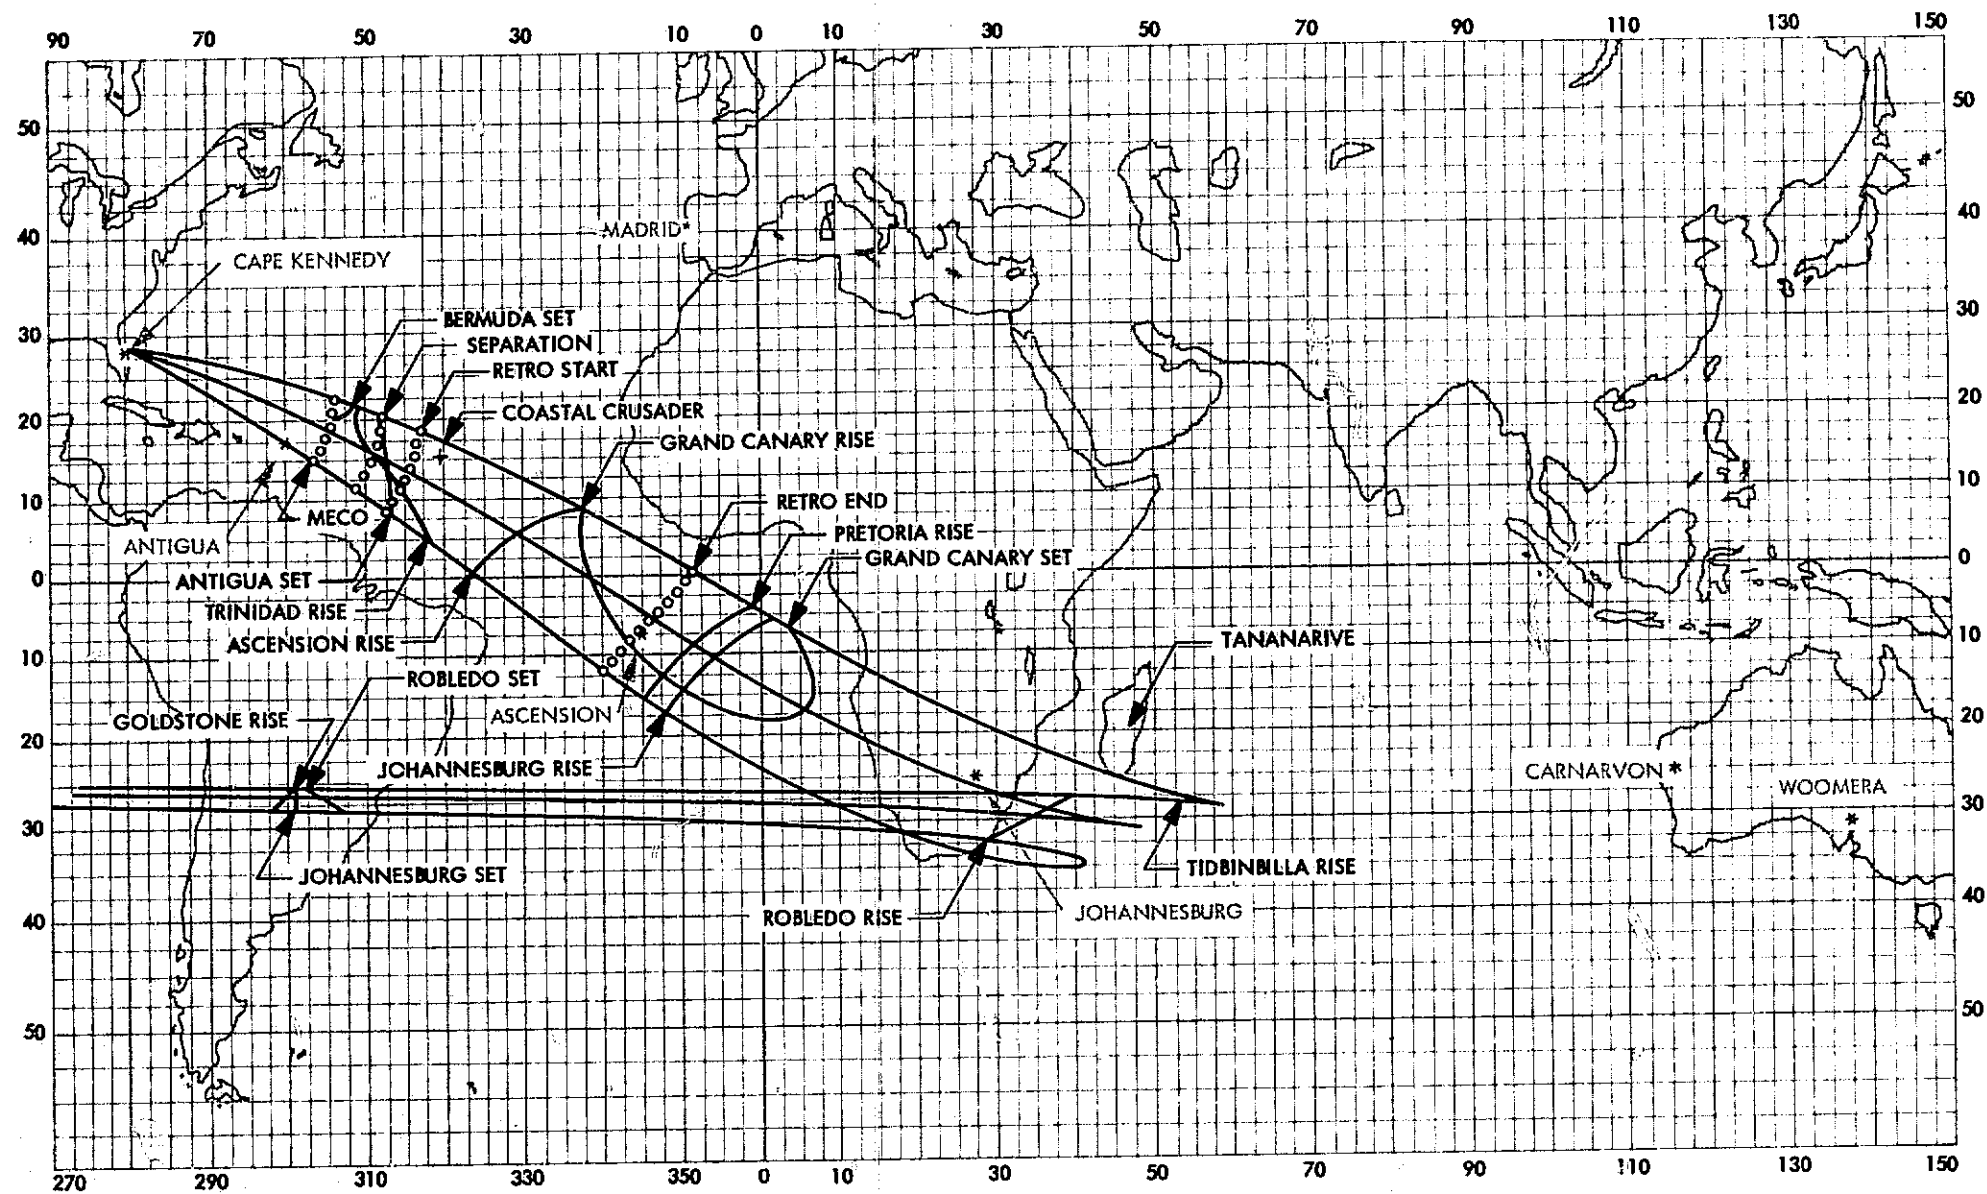 90 70 50 30 10 0 10 30 50 70 90 110 130 150
50
50
40
40
30
30
20
20
10
10
0
0
10
10
20
20
30
30
40
40
50
50
MADRID*
CAPE KENNEDY
BERMUDA SET
SEPARATION
RETRO START
COASTAL CRUSADER
GRAND CANARY RISE
RETRO END
MECO
PRETORIA RISE
ANTIGUA
GRAND CANARY SET
ANTIGUA SET
TRINIDAD RISE
ASCENSION RISE
TANANARIVE
ROBLEDO SET
ASCENSION
GOLDSTONE RISE
JOHANNESBURG RISE
CARNARVON *
WOOMERA
*
JOHANNESBURG SET
TIDBINBILLA RISE
ROBLEDO RISE
JOHANNESBURG
270 290 310 330 350 0 10 30 50 70 90 110 130 150